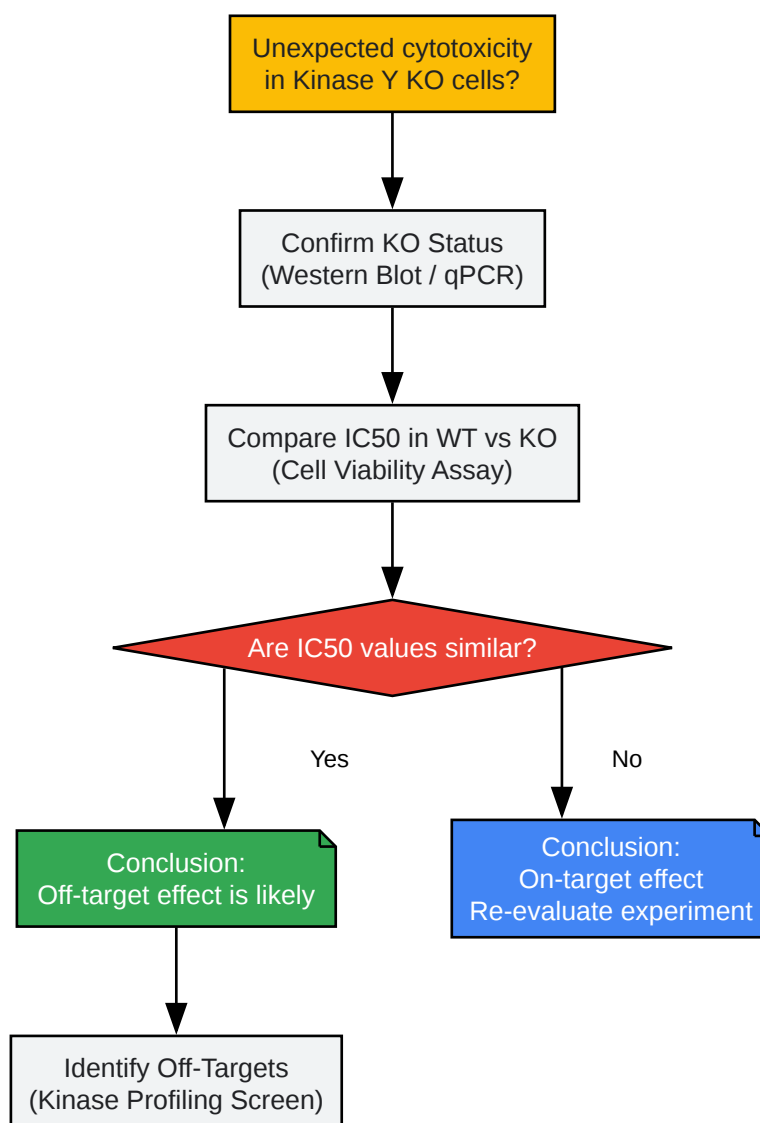 Unexpected cytotoxicity
in Kinase Y KO cells?
Confirm KO Status
(Western Blot / qPCR)
Compare IC50 in WT vs KO
(Cell Viability Assay)
Are IC50 values similar?
Yes
No
Conclusion:
Off-target effect is likely
Conclusion:
On-target effect
Re-evaluate experiment
Identify Off-Targets
(Kinase Profiling Screen)